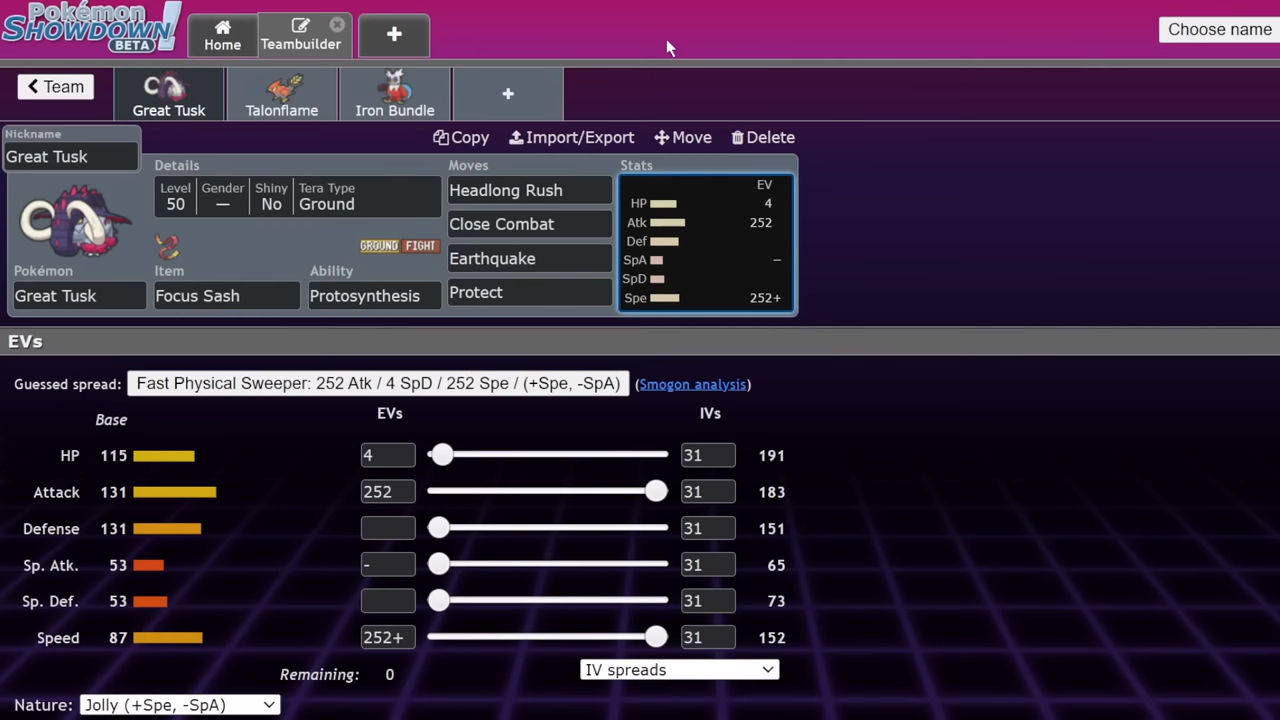 Pokémon
SHOWDOWN!
BETA
Home
Teambuilder
+
Choose name
Team
Great Tusk
Talonflame
Iron Bundle
+
Nickname
Great Tusk
Copy
Import/Export
Move
Delete
Details
Moves
Stats
Level
Gender
Shiny
Tera Type
50
—
No
Ground
GROUND FIGHT
Pokémon
Item
Ability
Great Tusk
Focus Sash
Protosynthesis
Headlong Rush
Close Combat
Earthquake
Protect
EV
HP 4
Atk 252
Def
SpA –
SpD
Spe 252+
EVs
Guessed spread: Fast Physical Sweeper: 252 Atk / 4 SpD / 252 Spe / (+Spe, -SpA) (Smogon analysis)
Base EVs IVs
HP 115 4 31 191
Attack 131 252 31 183
Defense 131 31 151
Sp. Atk. 53 - 31 65
Sp. Def. 53 31 73
Speed 87 252+ 31 152
Remaining: 0 IV spreads
Nature: Jolly (+Spe, -SpA)